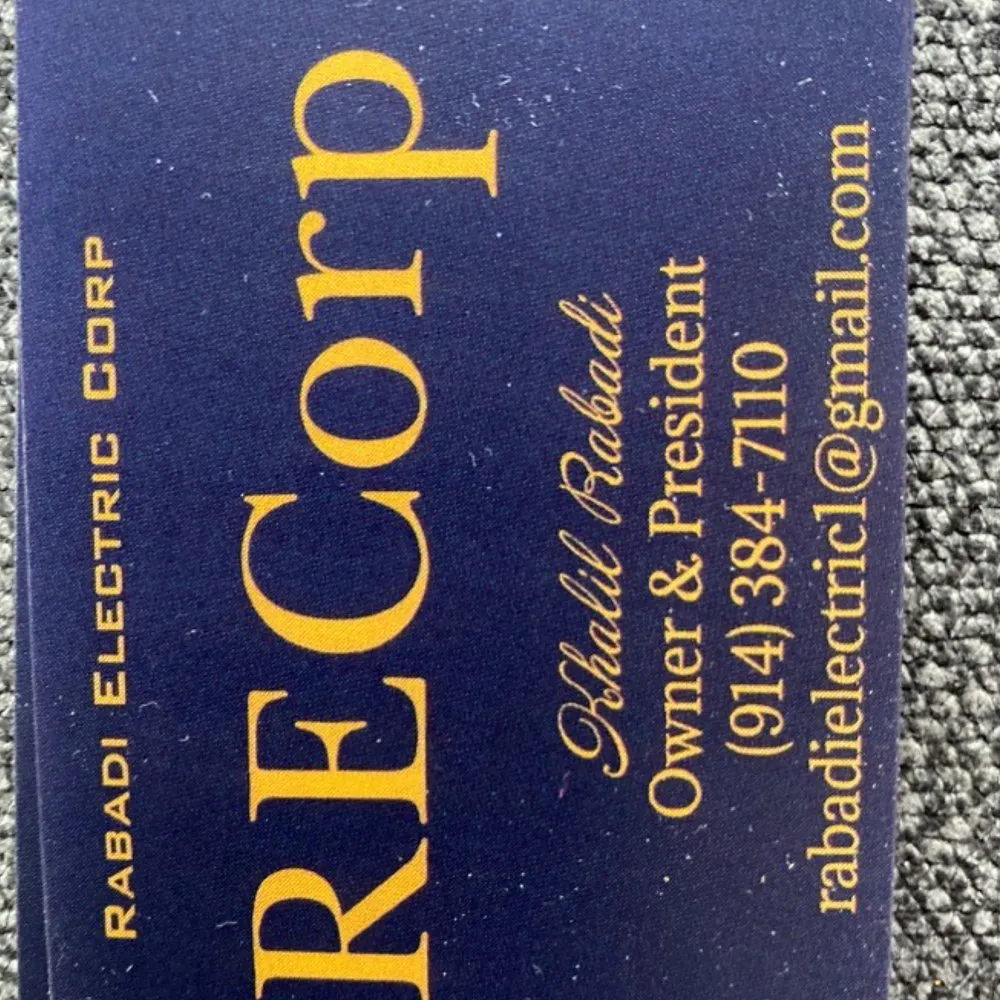 RABADI ELECTRIC CORP
RECorp
Khalil Rabadi
Owner & President
(914) 384-7110
rabadielectric1@gmail.com